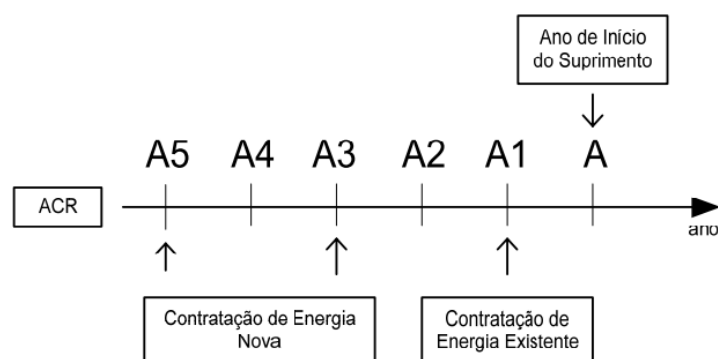 Ano de Início
do Suprimento
A5 A4 A3 A2 A1 A
ACR
ano
Contratação de Energia
Nova
Contratação de
Energia Existente